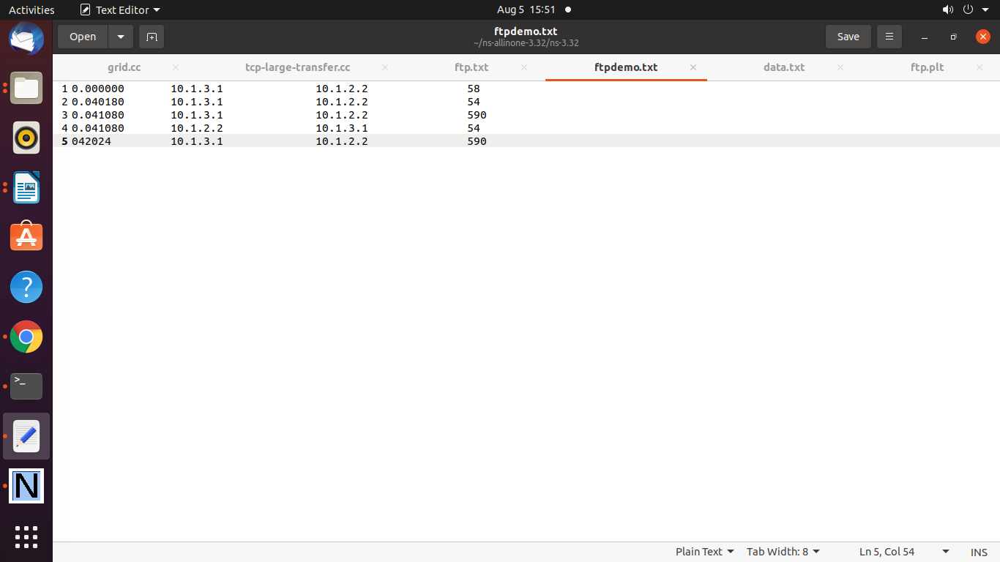 Activities Text Editor Aug 5 15:51
Open ftpdemo.txt Save
~/ns-allinone-3.32/ns-3.32
grid.cc tcp-large-transfer.cc ftp.txt ftpdemo.txt data.txt ftp.plt
1 0.000000 10.1.3.1 10.1.2.2 58
2 0.040180 10.1.3.1 10.1.2.2 54
3 0.041080 10.1.3.1 10.1.2.2 590
4 0.041080 10.1.2.2 10.1.3.1 54
5 042024 10.1.3.1 10.1.2.2 590
Plain Text Tab Width: 8 Ln 5, Col 54 INS